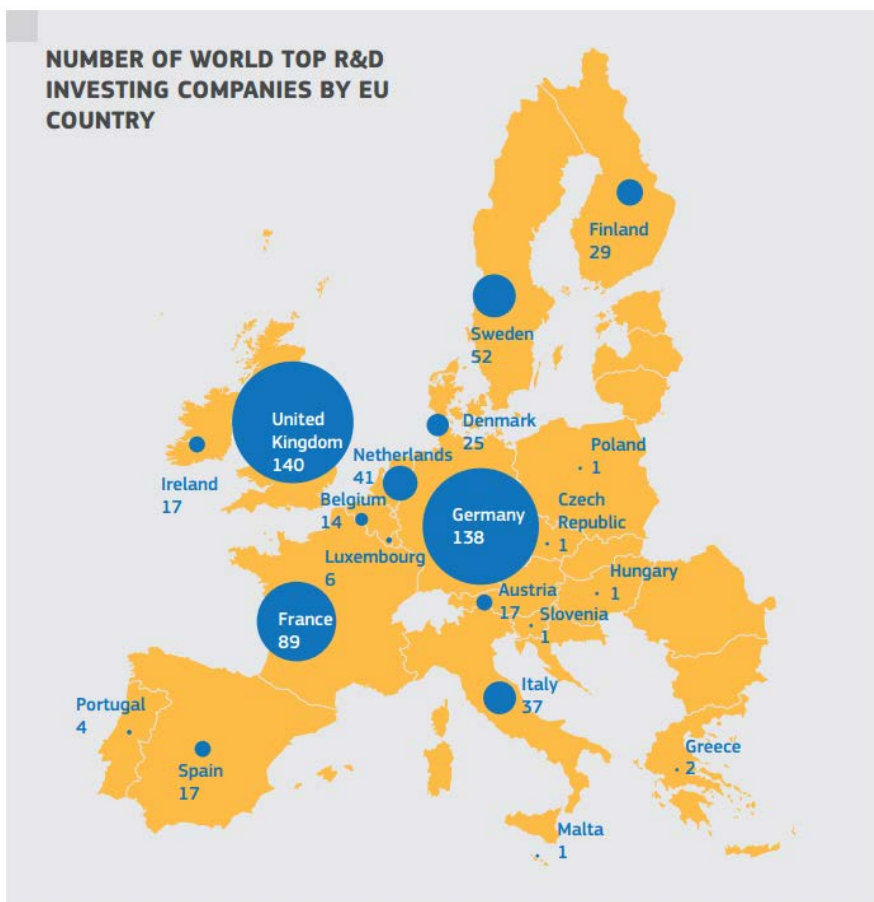 NUMBER OF WORLD TOP R&D
INVESTING COMPANIES BY EU
COUNTRY
Finland
29
Sweden
52
United
Kingdom
140
Denmark
25
Netherlands
41
Ireland
17
Belgium
14
Poland
1
Czech
Republic
1
Germany
138
Luxembourg
6
Hungary
1
Austria
17
Slovenia
1
France
89
Italy
37
Portugal
4
Spain
17
Greece
2
Malta
1